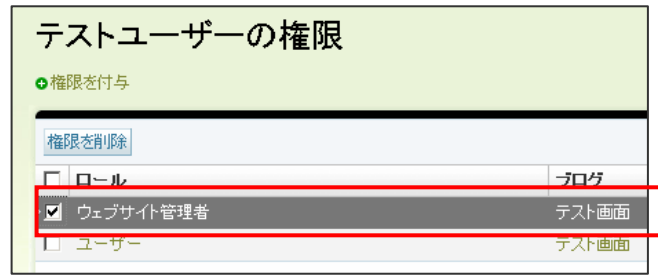 テストユーザーの権限
権限を付与
権限を削除
ロール ブログ
ウェブサイト管理者 テスト画面
ユーザー テスト画面